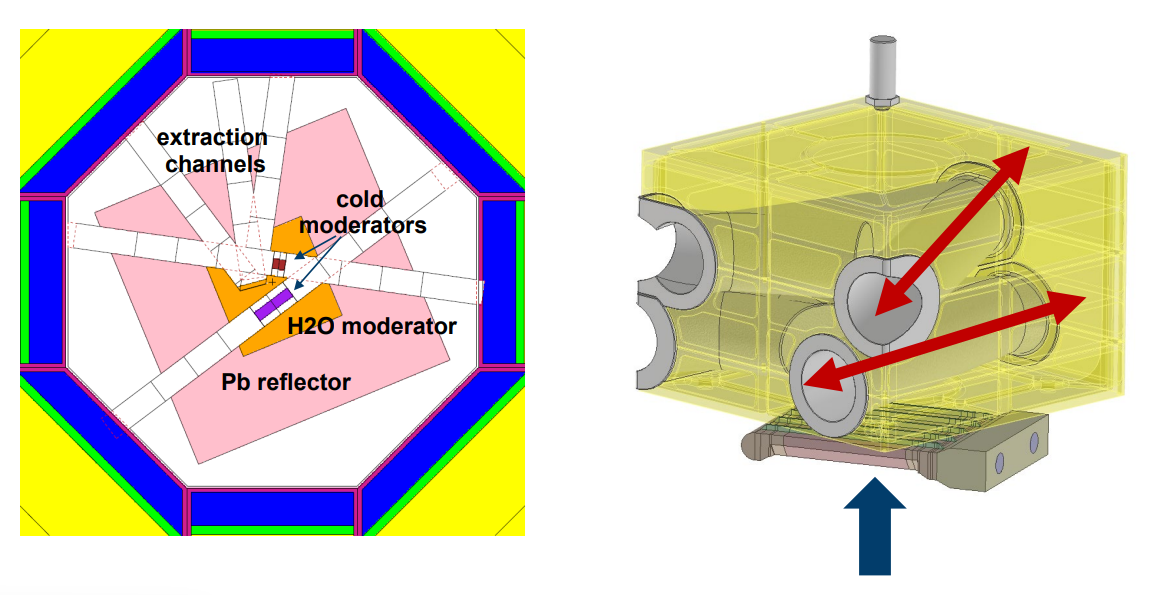 extraction
channels
cold
moderators
H2O moderator
Pb reflector